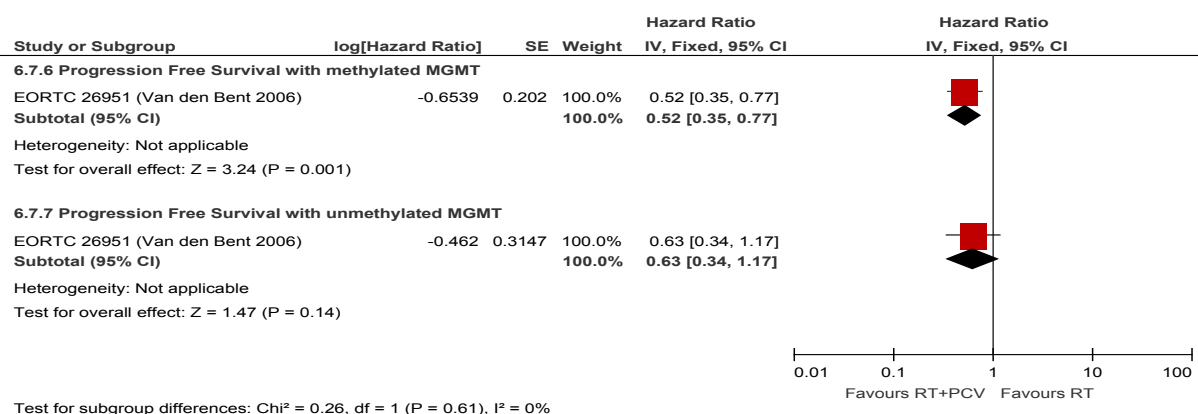 Hazard Ratio Hazard Ratio
Study or Subgroup log[Hazard Ratio] SE Weight IV, Fixed, 95% CI IV, Fixed, 95% CI
6.7.6 Progression Free Survival with methylated MGMT
EORTC 26951 (Van den Bent 2006) -0.6539 0.202 100.0% 0.52 [0.35, 0.77]
Subtotal (95% CI) 100.0% 0.52 [0.35, 0.77]
Heterogeneity: Not applicable
Test for overall effect: Z = 3.24 (P = 0.001)
6.7.7 Progression Free Survival with unmethylated MGMT
EORTC 26951 (Van den Bent 2006) -0.462 0.3147 100.0% 0.63 [0.34, 1.17]
Subtotal (95% CI) 100.0% 0.63 [0.34, 1.17]
Heterogeneity: Not applicable
Test for overall effect: Z = 1.47 (P = 0.14)
0.01 0.1 1 10 100
Favours RT+PCV Favours RT
Test for subgroup differences: Chi² = 0.26, df = 1 (P = 0.61), I² = 0%